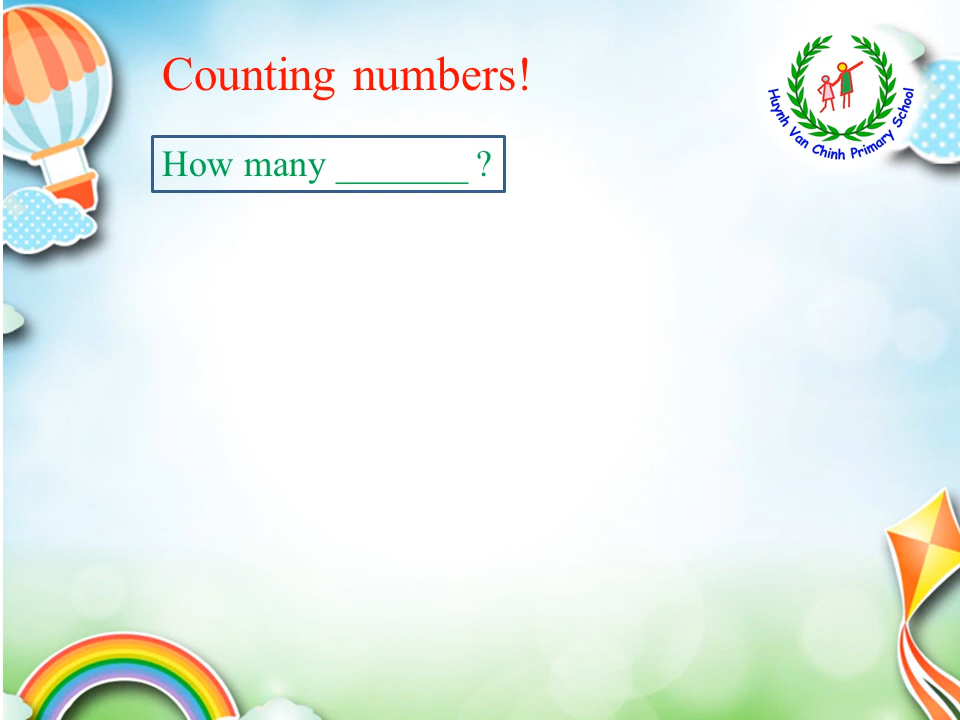 Counting numbers!
How many _______ ?
Huynh Van Chinh Primary School